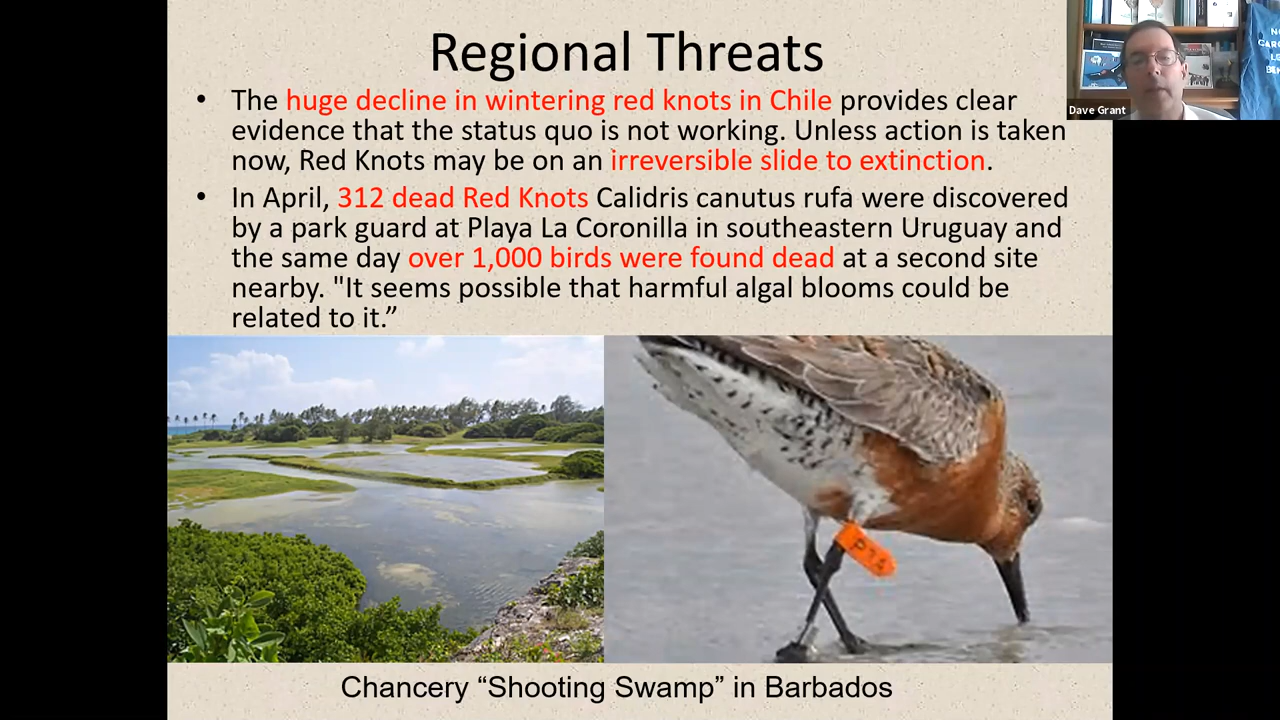 Regional Threats
• The huge decline in wintering red knots in Chile provides clear
evidence that the status quo is not working. Unless action is taken
now, Red Knots may be on an irreversible slide to extinction.
• In April, 312 dead Red Knots Calidris canutus rufa were discovered
by a park guard at Playa La Coronilla in southeastern Uruguay and
the same day over 1,000 birds were found dead at a second site
nearby. "It seems possible that harmful algal blooms could be
related to it.”
Dave Grant
Chancery “Shooting Swamp” in Barbados